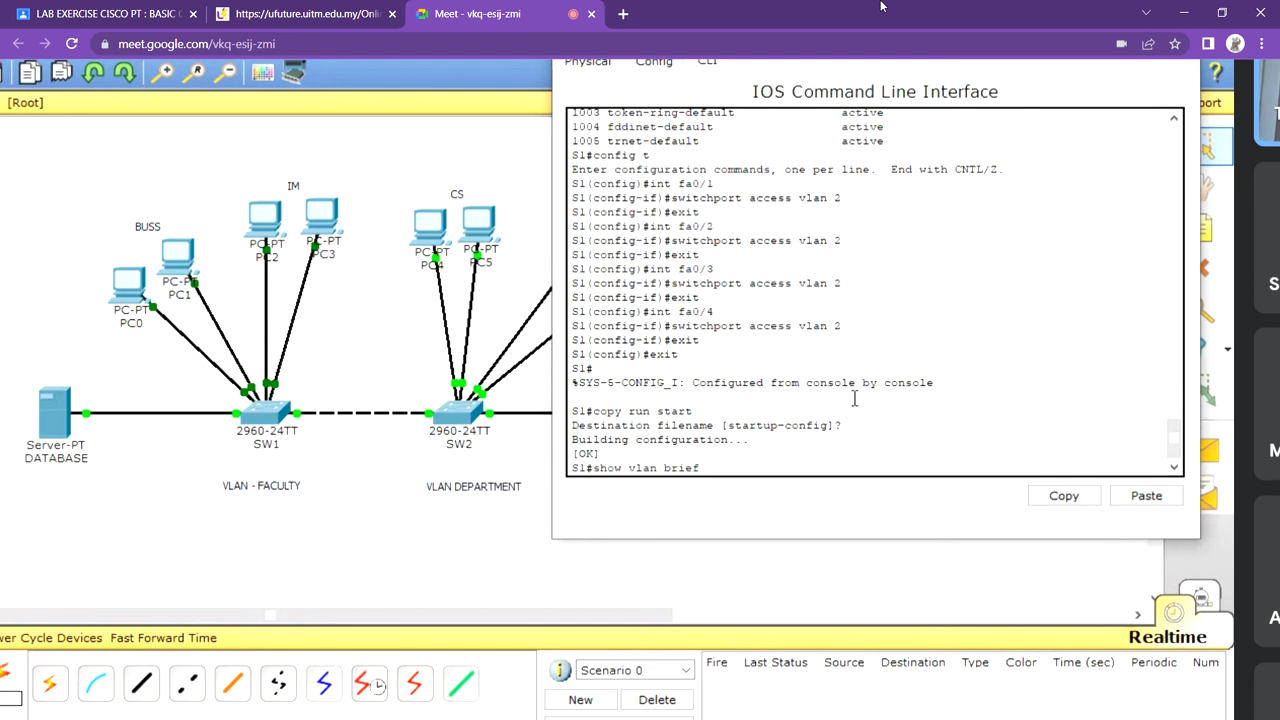 LAB EXERCISE CISCO PT : BASIC
https://ufuture.uitm.edu.my/Onl
Meet - vkq-esij-zmi
meet.google.com/vkq-esij-zmi
[Root]
Physical Config CLI
IOS Command Line Interface
1003 token-ring-default active
1004 fddinet-default active
1005 trnet-default active
S1#config t
Enter configuration commands, one per line. End with CNTL/Z.
S1(config)#int fa0/1
S1(config-if)#switchport access vlan 2
S1(config-if)#exit
S1(config)#int fa0/2
S1(config-if)#switchport access vlan 2
S1(config-if)#exit
S1(config)#int fa0/3
S1(config-if)#switchport access vlan 2
S1(config-if)#exit
S1(config)#int fa0/4
S1(config-if)#switchport access vlan 2
S1(config-if)#exit
S1(config)#exit
S1#
%SYS-5-CONFIG_I: Configured from console by console
S1#copy run start
Destination filename [startup-config]?
Building configuration...
[OK]
S1#show vlan brief
Copy Paste
IM
CS
BUSS
PC-PT
PC0
PC-PT
PC1
PC-PT
PC2
PC-PT
PC3
PC-PT
PC4
PC-PT
PC5
Server-PT
DATABASE
2960-24TT
SW1
2960-24TT
SW2
VLAN - FACULTY
VLAN DEPARTMENT
Realtime
wer Cycle Devices Fast Forward Time
Scenario 0
New Delete
Fire Last Status Source Destination Type Color Time (sec) Periodic Num